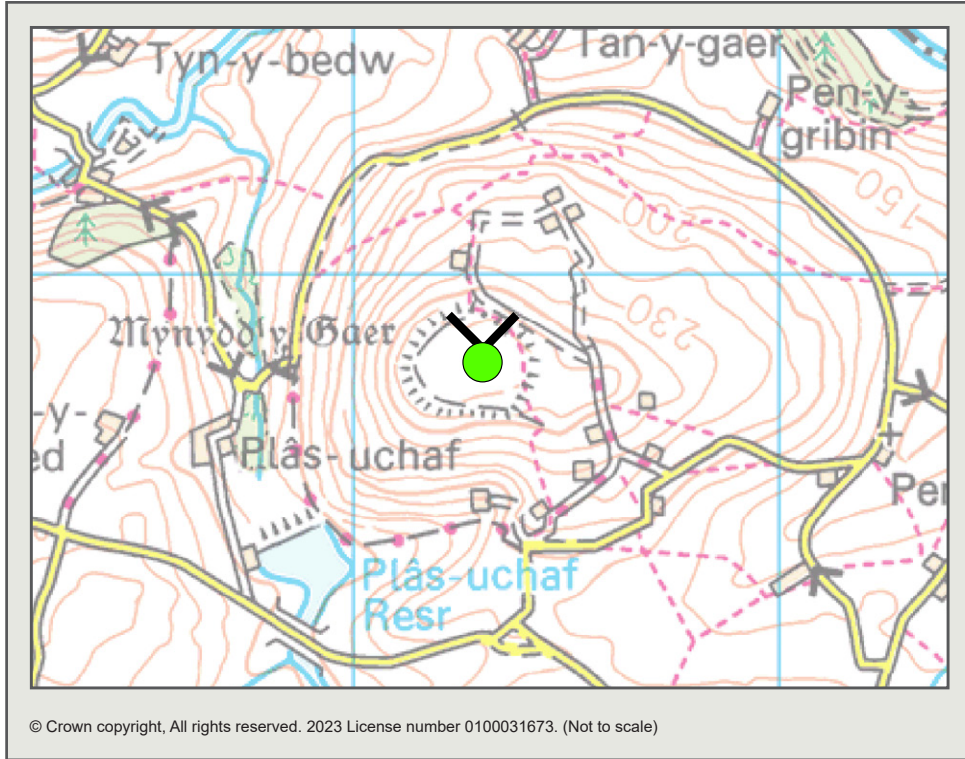 Tyn-y-bedw
Tan-y-gaer
Pen-y-
gribin
150
200
230
Mynydd y Gaer
-y-
ed
Plâs-uchaf
Per
Plâs-uchaf
Resr
© Crown copyright, All rights reserved. 2023 License number 0100031673. (Not to scale)